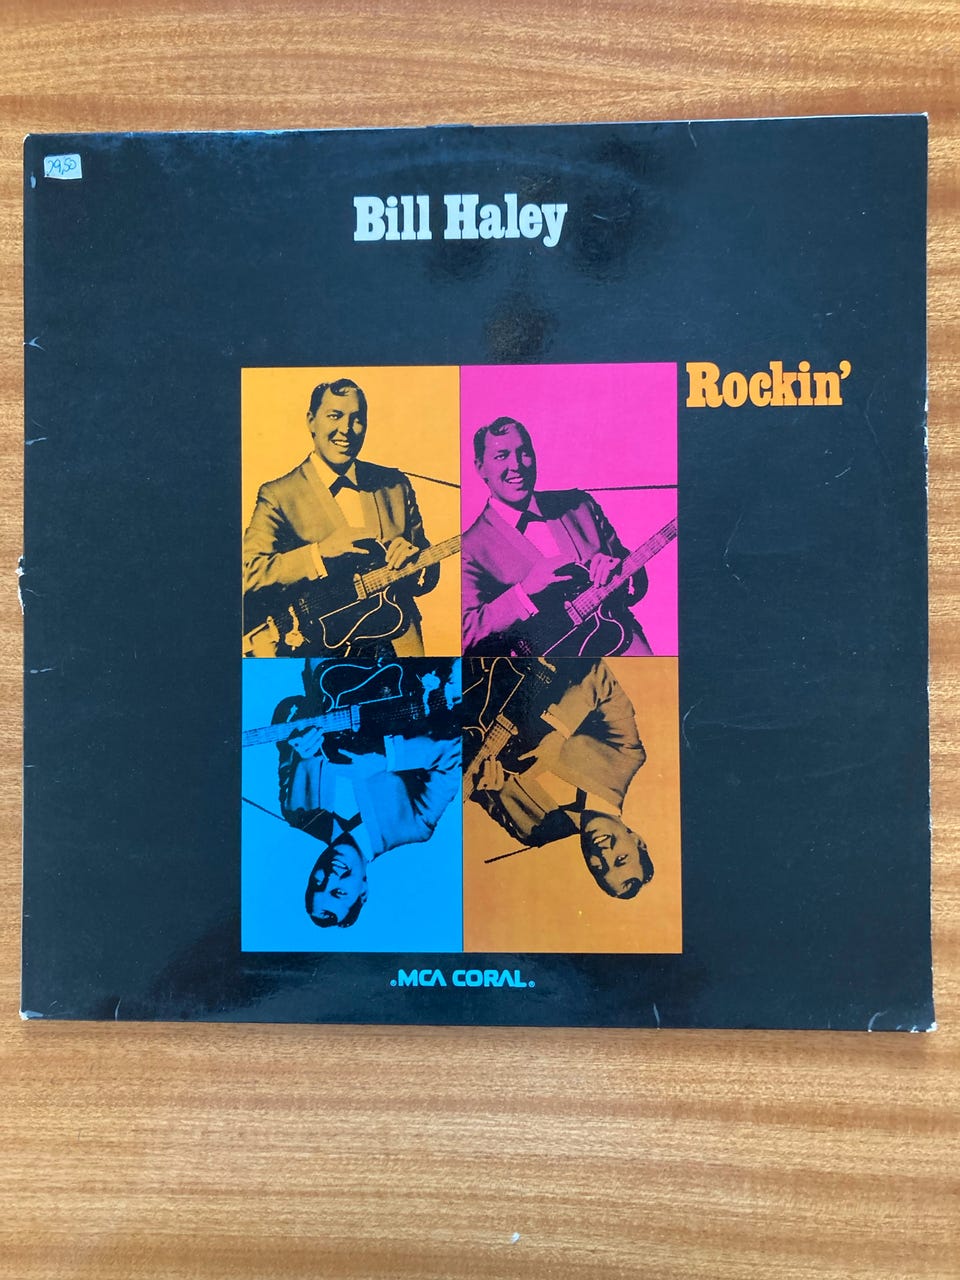 29,50
Bill Haley
Rockin'
®MCA CORAL®